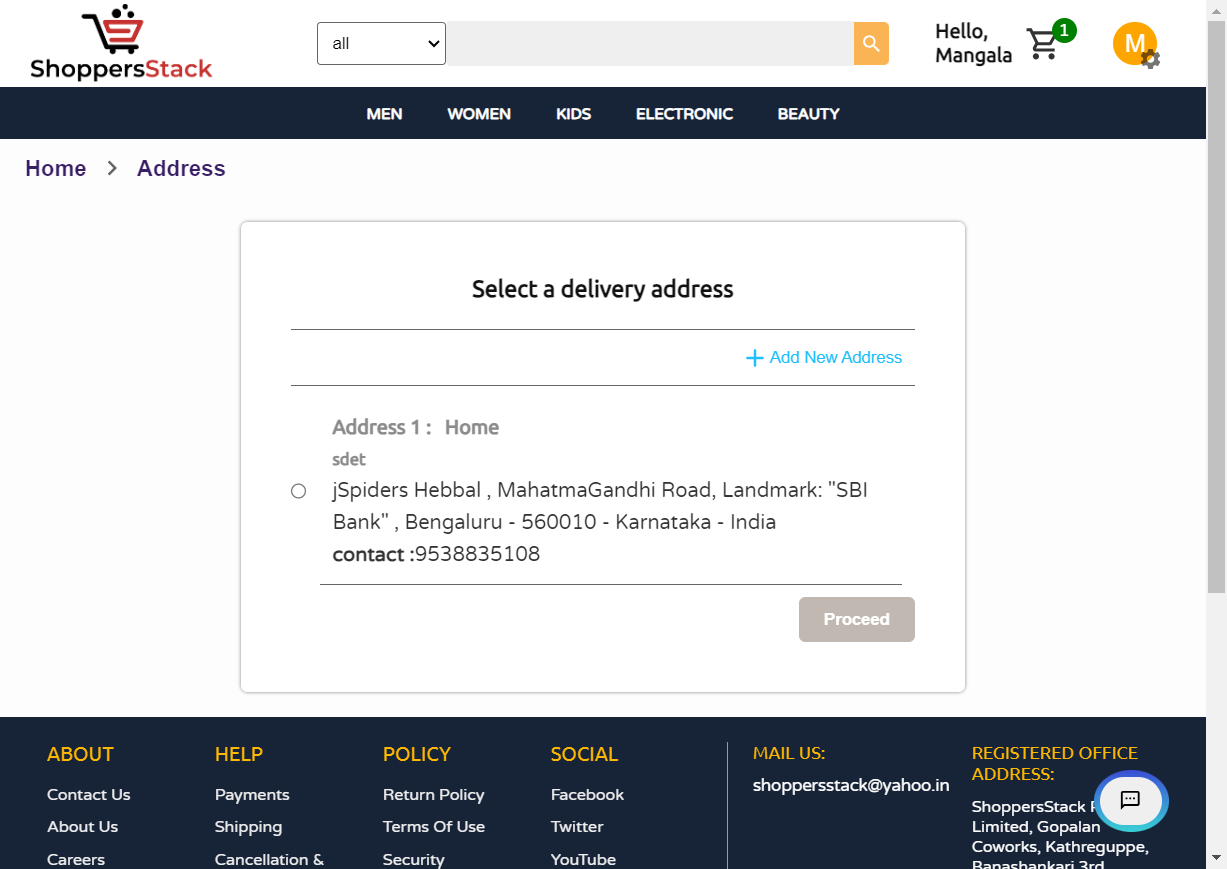 ShoppersStack
all
Hello,
Mangala
1
M
MEN WOMEN KIDS ELECTRONIC BEAUTY
Home > Address
Select a delivery address
+ Add New Address
Address 1 : Home
sdet
jSpiders Hebbal , MahatmaGandhi Road, Landmark: "SBI
Bank" , Bengaluru - 560010 - Karnataka - India
contact :9538835108
Proceed
ABOUT
Contact Us
About Us
Careers
HELP
Payments
Shipping
Cancellation &
POLICY
Return Policy
Terms Of Use
Security
SOCIAL
Facebook
Twitter
YouTube
MAIL US:
shoppersstack@yahoo.in
REGISTERED OFFICE
ADDRESS:
ShoppersStack
Limited, Gopalan
Coworks, Kathreguppe,
Banashankari 3rd